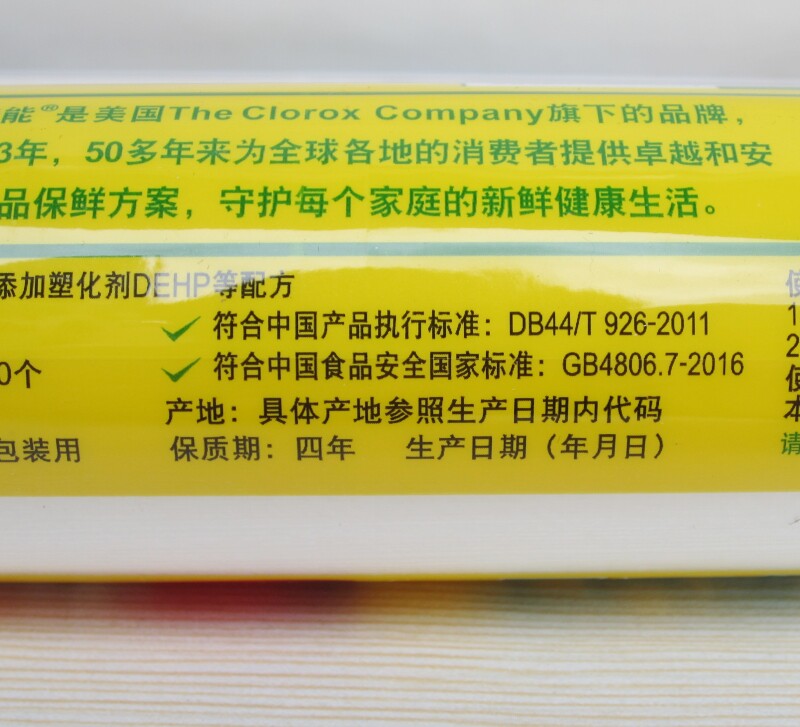 能®是美国The Clorox Company旗下的品牌，
3年，50多年来为全球各地的消费者提供卓越和安
品保鲜方案，守护每个家庭的新鲜健康生活。
添加塑化剂DEHP等配方
符合中国产品执行标准：DB44/T 926-2011
符合中国食品安全国家标准：GB4806.7-2016
0个
产地：具体产地参照生产日期内代码
包装用
保质期：四年 生产日期（年月日）
使
1
2
使
本
请